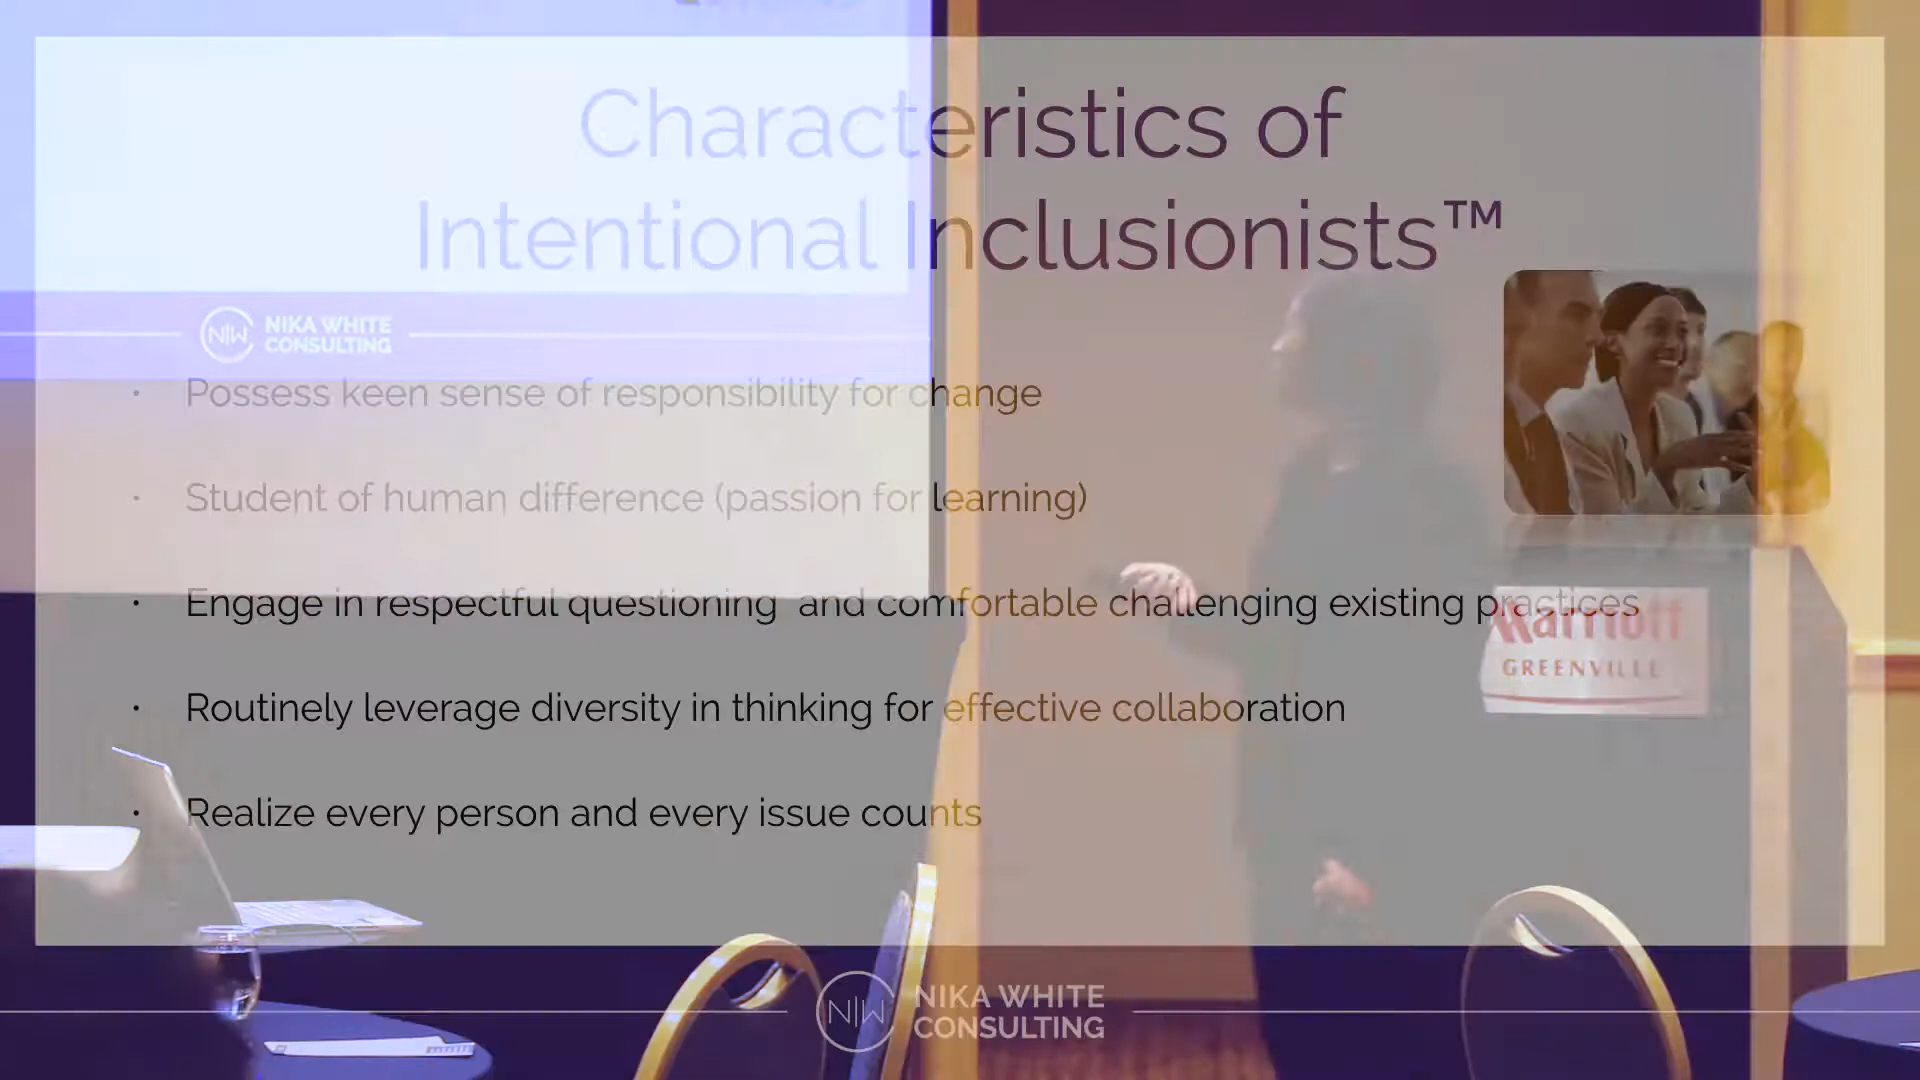 Characteristics of
Intentional Inclusionists™
NIKA WHITE
CONSULTING
• Possess keen sense of responsibility for change
• Student of human difference (passion for learning)
• Engage in respectful questioning and comfortable challenging existing practices
Marriott
GREENVILLE
• Routinely leverage diversity in thinking for effective collaboration
• Realize every person and every issue counts
N|W NIKA WHITE
CONSULTING